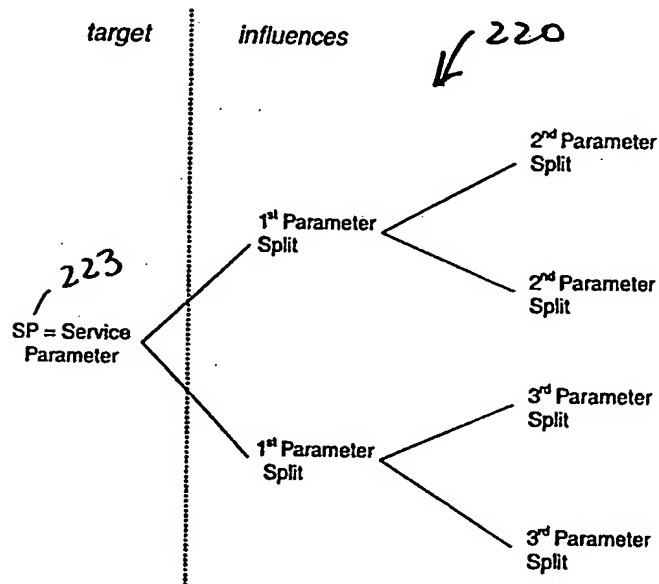 target influences
220
2nd Parameter
Split
1st Parameter
Split
2nd Parameter
Split
223
SP = Service
Parameter
3rd Parameter
Split
1st Parameter
Split
3rd Parameter
Split